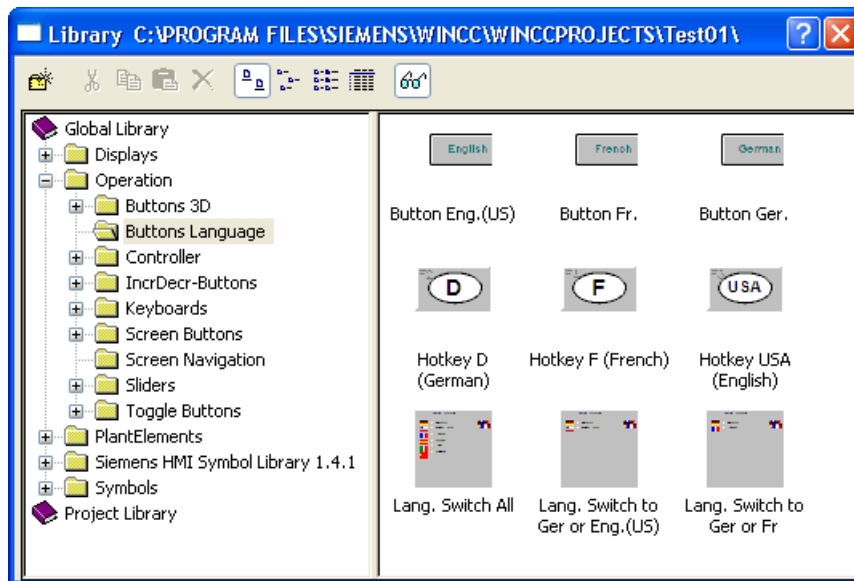 Library C:\PROGRAM FILES\SIEMENS\WINCC\WINCCPROJECTS\Test01\
Global Library
Displays
Operation
Buttons 3D
Buttons Language
Controller
IncrDecr-Buttons
Keyboards
Screen Buttons
Screen Navigation
Sliders
Toggle Buttons
PlantElements
Siemens HMI Symbol Library 1.4.1
Symbols
Project Library
English French German
Button Eng.(US) Button Fr. Button Ger.
D F USA
Hotkey D Hotkey F (French) Hotkey USA
(German) (English)
Lang. Switch All Lang. Switch to Lang. Switch to
Ger or Eng.(US) Ger or Fr